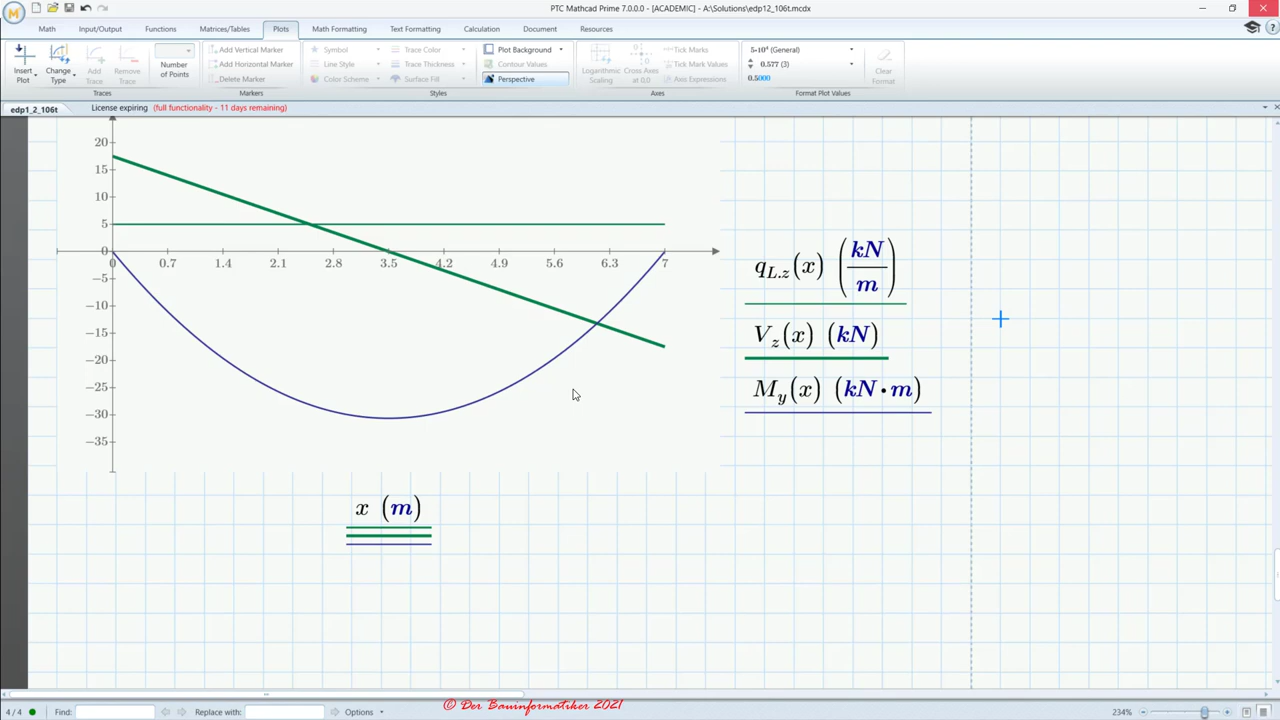 PTC Mathcad Prime 7.0.0.0 - [ACADEMIC] - A:\Solutions\edp12_106t.mcdx
Math Input/Output Functions Matrices/Tables Plots Math Formatting Text Formatting Calculation Document Resources
Insert Plot
Change Type
Add Trace
Remove Trace
Traces
Number of Points
Add Vertical Marker
Add Horizontal Marker
Delete Marker
Markers
Symbol
Line Style
Color Scheme
Trace Color
Trace Thickness
Surface Fill
Styles
Plot Background
Contour Values
Perspective
Logarithmic Scaling
Cross Axes at 0,0
Tick Marks
Tick Mark Values
Axis Expressions
Axes
5•10⁴ (General)
0.577 (3)
0.5000
Format Plot Values
Clear Format
edp1_2_106t
License expiring (full functionality - 11 days remaining)
20
15
10
5
0
−5
−10
−15
−20
−25
−30
−35
0 0.7 1.4 2.1 2.8 3.5 4.2 4.9 5.6 6.3 7
q_{L.z}(x) (kN/m)
V_z(x) (kN)
M_y(x) (kN•m)
x (m)
4 / 4 Find: Replace with: Options 234%
© Der Bauinformatiker 2021